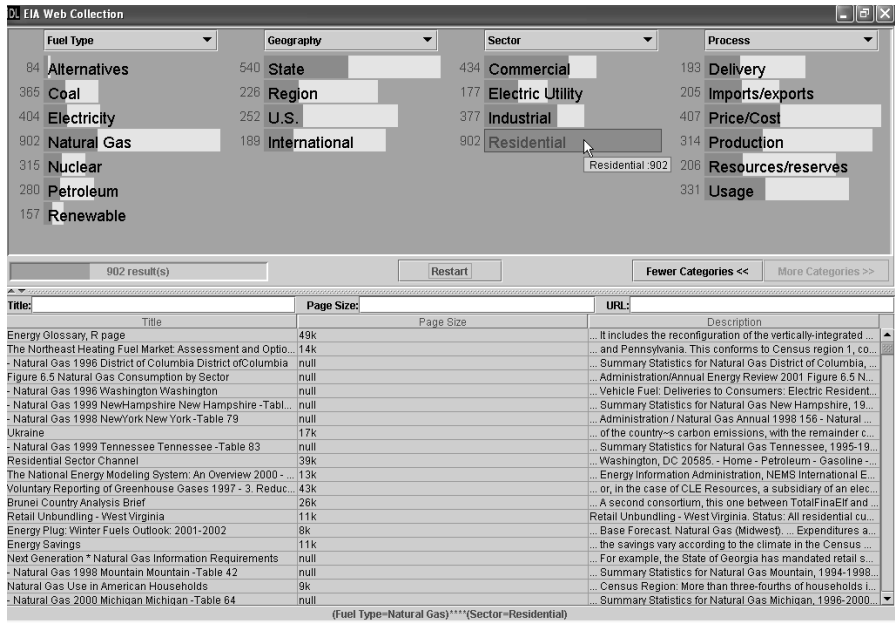 DL EIA Web Collection
Fuel Type Geography Sector Process
84 Alternatives 540 State 434 Commercial 193 Delivery
365 Coal 226 Region 177 Electric Utility 205 Imports/exports
404 Electricity 252 U.S. 377 Industrial 407 Price/Cost
902 Natural Gas 189 International 902 Residential 314 Production
315 Nuclear Residential :902 206 Resources/reserves
280 Petroleum 331 Usage
157 Renewable
902 result(s) Restart Fewer Categories << More Categories >>
Title: Page Size: URL:
Title Page Size Description
Energy Glossary, R page 49k ... It includes the reconfiguration of the vertically-integrated ...
The Northeast Heating Fuel Market: Assessment and Optio... 14k ... and Pennsylvania. This conforms to Census region 1, co...
- Natural Gas 1996 District of Columbia District ofColumbia null ... Summary Statistics for Natural Gas District of Columbia, ...
Figure 6.5 Natural Gas Consumption by Sector null ... Administration/Annual Energy Review 2001 Figure 6.5 N...
- Natural Gas 1996 Washington Washington null ... Vehicle Fuel: Deliveries to Consumers: Electric Resident...
- Natural Gas 1999 NewHampshire New Hampshire -Tabl... null ... Summary Statistics for Natural Gas New Hampshire, 19...
- Natural Gas 1998 NewYork New York -Table 79 null ... Administration / Natural Gas Annual 1998 156 - Natural ...
Ukraine 17k ... of the country~s carbon emissions, with the remainder c...
- Natural Gas 1999 Tennessee Tennessee -Table 83 null ... Summary Statistics for Natural Gas Tennessee, 1995-19...
Residential Sector Channel 39k ... Washington, DC 20585. - Home - Petroleum - Gasoline -...
The National Energy Modeling System: An Overview 2000 - ... 13k ... Energy Information Administration, NEMS International E...
Voluntary Reporting of Greenhouse Gases 1997 - 3. Reduc... 43k ... or, in the case of CLE Resources, a subsidiary of an elec...
Brunei Country Analysis Brief 26k ... A second consortium, this one between TotalFinaElf and ...
Retail Unbundling - West Virginia 11k Retail Unbundling - West Virginia. Status: All residential cu...
Energy Plug: Winter Fuels Outlook: 2001-2002 8k ... Base Forecast. Natural Gas (Midwest). ... Expenditures a...
Energy Savings 11k ... the savings vary according to the climate in the Census ...
Next Generation * Natural Gas Information Requirements null ... For example, the State of Georgia has mandated retail s...
- Natural Gas 1998 Mountain Mountain -Table 42 null ... Summary Statistics for Natural Gas Mountain, 1994-1998...
Natural Gas Use in American Households 9k ... Census Region: More than three-fourths of households i...
- Natural Gas 2000 Michigan Michigan -Table 64 null ... Summary Statistics for Natural Gas Michigan, 1996-2000...
(Fuel Type=Natural Gas)****(Sector=Residential)